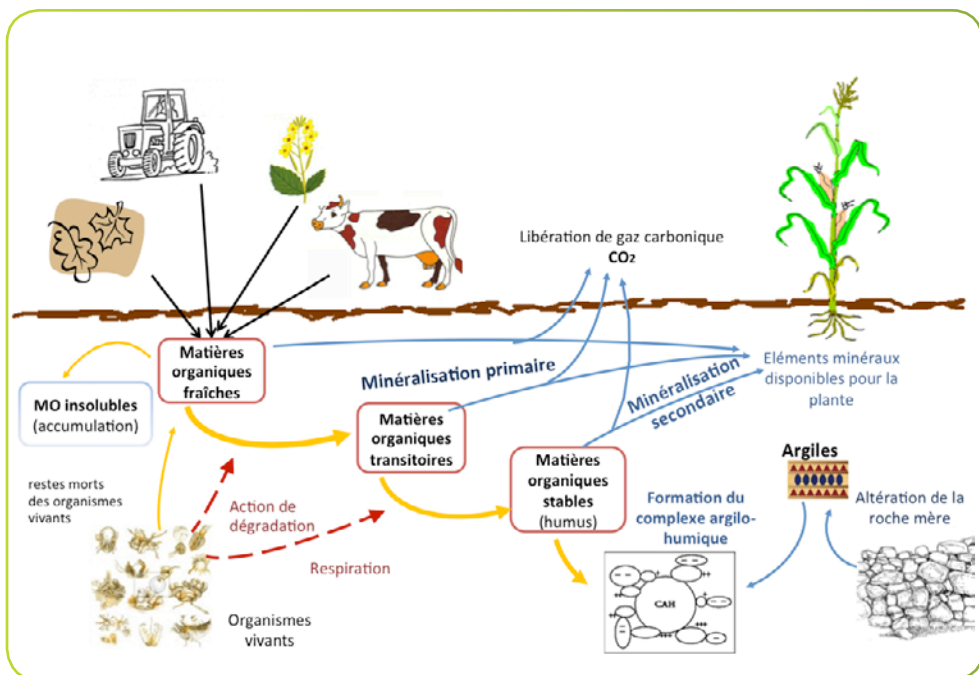 Libération de gaz carbonique
CO₂
Matières
organiques
fraîches
MO insolubles
(accumulation)
Minéralisation primaire
Minéralisation
secondaire
Eléments minéraux
disponibles pour la
plante
Matières
organiques
transitoires
Matières
organiques
stables
(humus)
restes morts
des organismes
vivants
Action de
dégradation
Respiration
Organismes
vivants
Formation du
complexe argilo-
humique
CAH
Argiles
Altération de la
roche mère